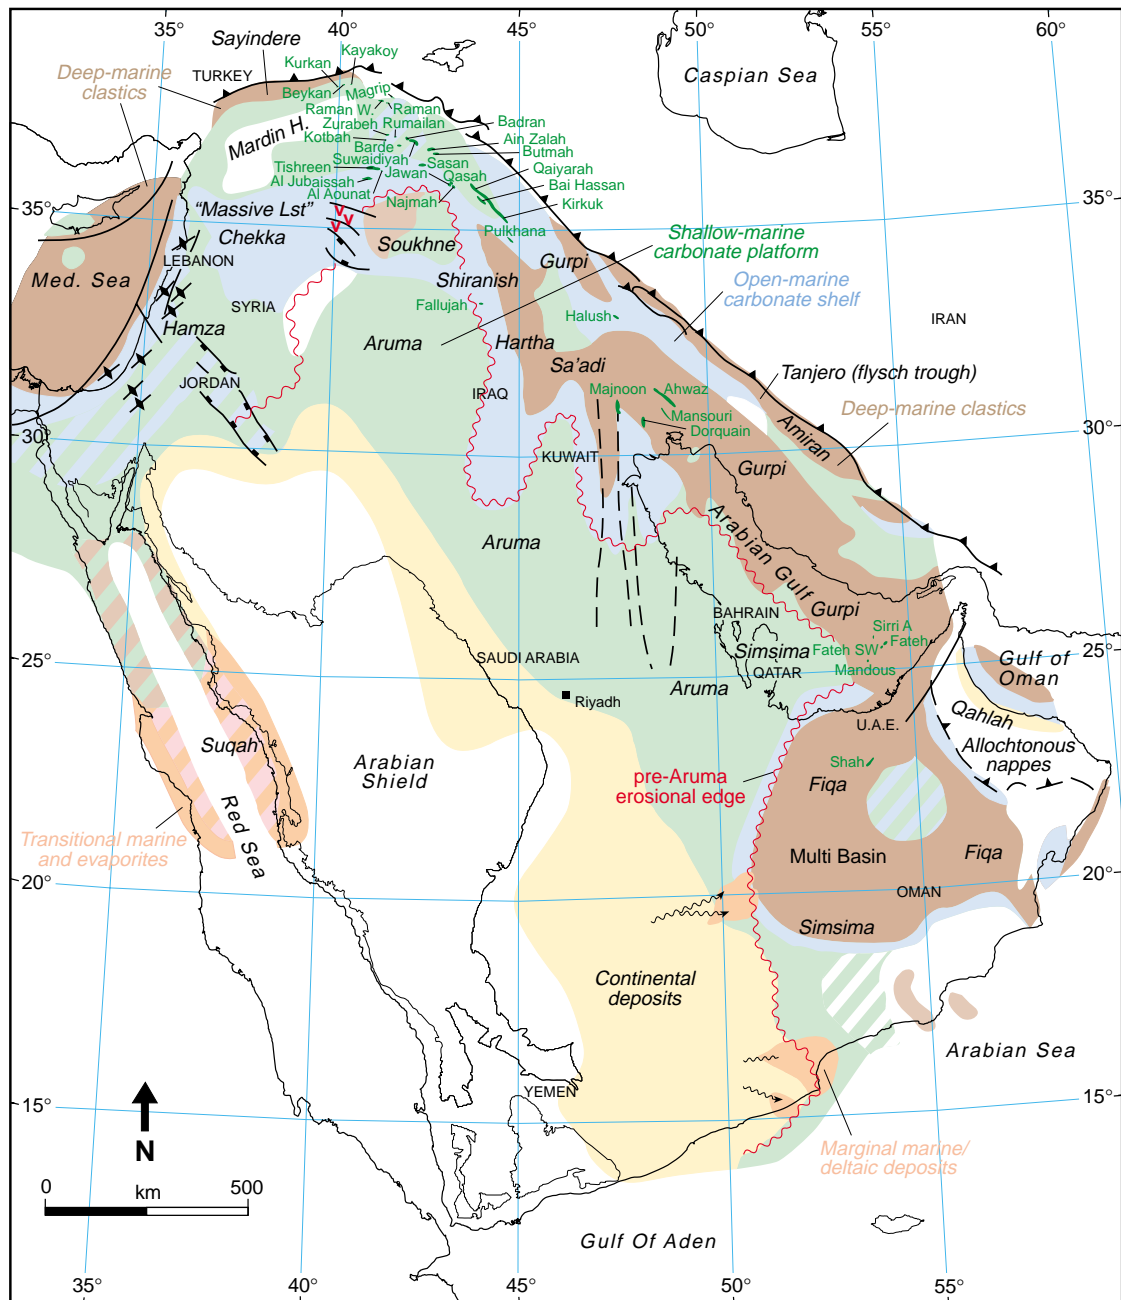 35°
40°
45°
50°
55°
60°
Sayindere
Kayakoy
Kurkan
Deep-marine
clastics
TURKEY
Beykan
Magrip
Caspian Sea
Raman W.
Raman
Zurabeh
Rumailan
Badran
Mardin H.
Kotbah
Barde
Ain Zalah
Butmah
Suwaidiyah
Sasan
Tishreen
Jawan
Qasah
Qaiyarah
Al Jubaissah
Bai Hassan
Al Aounat
Najmah
Kirkuk
35°
35°
"Massive Lst"
V
V
V
Pulkhana
Chekka
Soukhne
Shallow-marine
carbonate platform
LEBANON
Gurpi
Med. Sea
Shiranish
Open-marine
carbonate shelf
SYRIA
Fallujah
Halush
IRAN
Hamza
Aruma
Hartha
Sa'adi
JORDAN
IRAQ
Majnoon
Ahwaz
Tanjero (flysch trough)
Mansouri
Deep-marine clastics
Dorquain
Amiran
30°
30°
KUWAIT
Gurpi
Aruma
Arabian Gulf
BAHRAIN
Gurpi
Sirri A
Fateh
Simsima
Fateh SW
25°
25°
SAUDI ARABIA
QATAR
Mandous
Gulf of
Oman
Aruma
Riyadh
U.A.E.
Qahlah
Suqah
Arabian
Shield
Allochtonous
nappes
Shah
pre-Aruma
erosional edge
Fiqa
Red Sea
Transitional marine
and evaporites
Multi Basin
Fiqa
20°
20°
OMAN
Simsima
Continental
deposits
Arabian Sea
YEMEN
15°
15°
N
Marginal marine/
deltaic deposits
0
km
500
Gulf Of Aden
35°
40°
45°
50°
55°